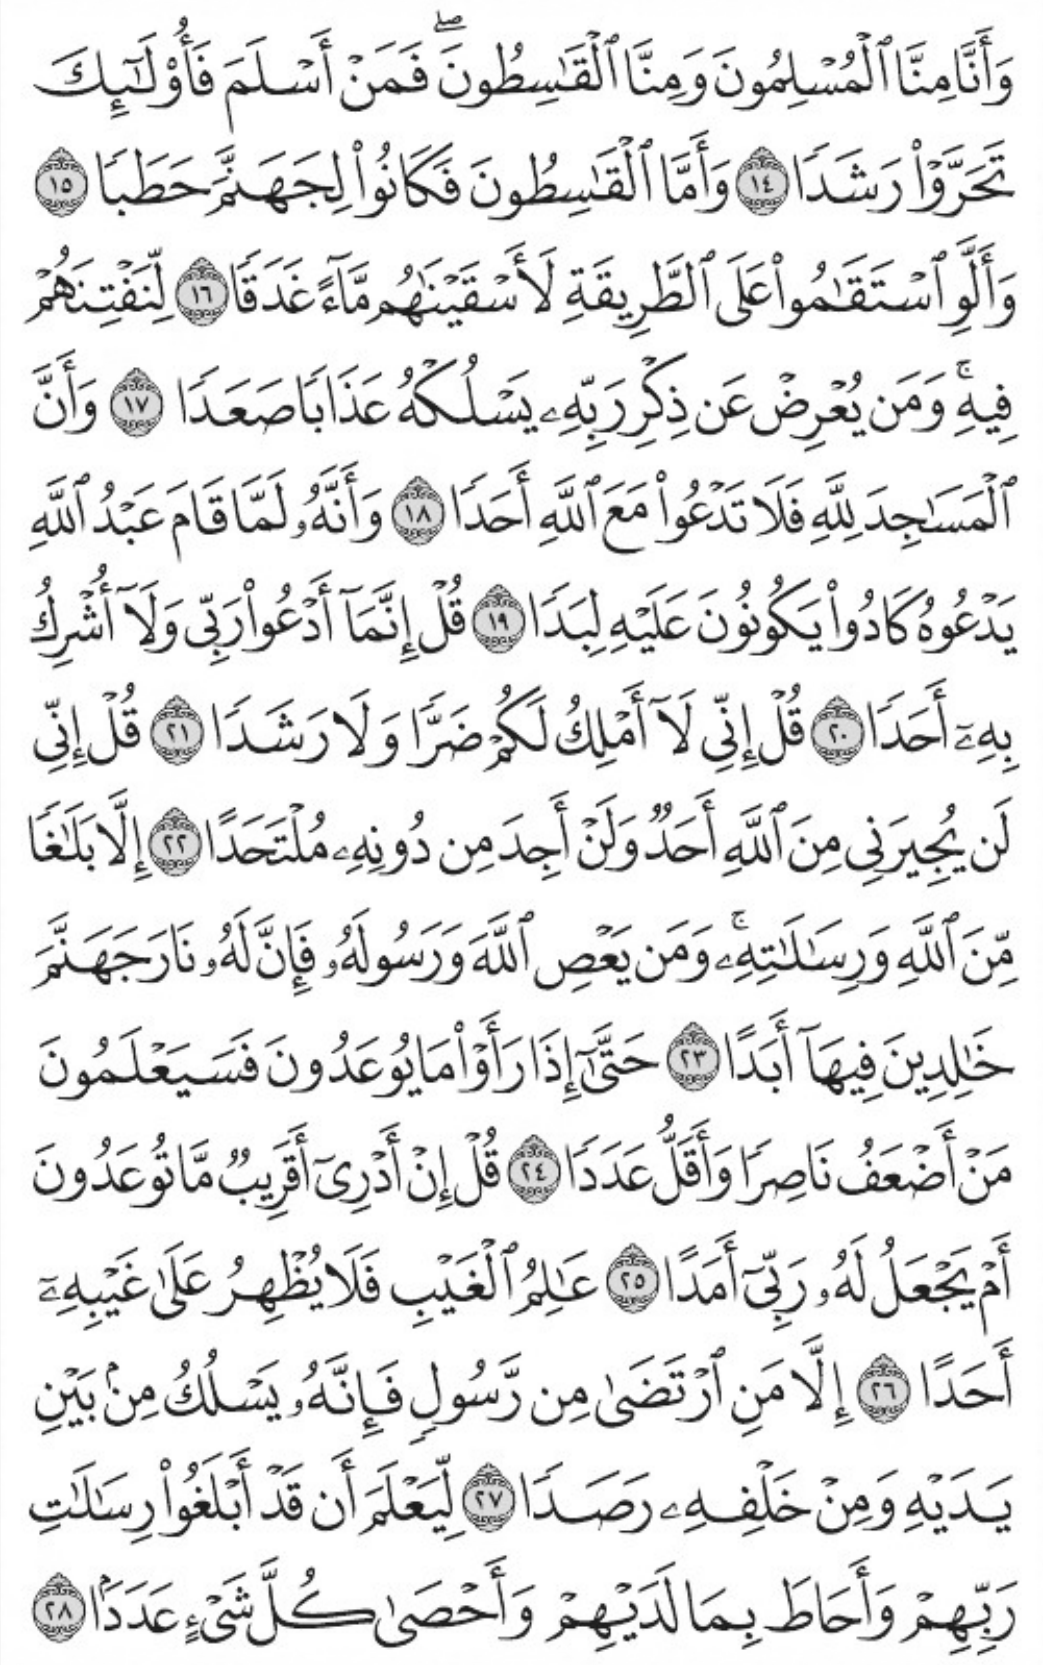 وَأَنَّا مِنَّا ٱلْمُسْلِمُونَ وَمِنَّا ٱلْقَـٰسِطُونَ ۖ فَمَنْ أَسْلَمَ فَأُو۟لَـٰٓئِكَ
تَحَرَّوْا۟ رَشَدًا ١٤ وَأَمَّا ٱلْقَـٰسِطُونَ فَكَانُوا۟ لِجَهَنَّمَ حَطَبًا ١٥
وَأَلَّوِ ٱسْتَقَـٰمُوا۟ عَلَى ٱلطَّرِيقَةِ لَأَسْقَيْنَـٰهُم مَّآءً غَدَقًا ١٦ لِّنَفْتِنَهُمْ
فِيهِ ۚ وَمَن يُعْرِضْ عَن ذِكْرِ رَبِّهِۦ يَسْلُكْهُ عَذَابًا صَعَدًا ١٧ وَأَنَّ
ٱلْمَسَـٰجِدَ لِلَّهِ فَلَا تَدْعُوا۟ مَعَ ٱللَّهِ أَحَدًا ١٨ وَأَنَّهُۥ لَمَّا قَامَ عَبْدُ ٱللَّهِ
يَدْعُوهُ كَادُوا۟ يَكُونُونَ عَلَيْهِ لِبَدًا ١٩ قُلْ إِنَّمَآ أَدْعُوا۟ رَبِّى وَلَآ أُشْرِكُ
بِهِۦٓ أَحَدًا ٢٠ قُلْ إِنِّى لَآ أَمْلِكُ لَكُمْ ضَرًّا وَلَا رَشَدًا ٢١ قُلْ إِنِّى
لَن يُجِيرَنِى مِنَ ٱللَّهِ أَحَدٌ وَلَنْ أَجِدَ مِن دُونِهِۦ مُلْتَحَدًا ٢٢ إِلَّا بَلَـٰغًا
مِّنَ ٱللَّهِ وَرِسَـٰلَـٰتِهِۦ ۚ وَمَن يَعْصِ ٱللَّهَ وَرَسُولَهُۥ فَإِنَّ لَهُۥ نَارَ جَهَنَّمَ
خَـٰلِدِينَ فِيهَآ أَبَدًا ٢٣ حَتَّىٰٓ إِذَا رَأَوْا۟ مَا يُوعَدُونَ فَسَيَعْلَمُونَ
مَنْ أَضْعَفُ نَاصِرًا وَأَقَلُّ عَدَدًا ٢٤ قُلْ إِنْ أَدْرِىٓ أَقَرِيبٌ مَّا تُوعَدُونَ
أَمْ يَجْعَلُ لَهُۥ رَبِّىٓ أَمَدًا ٢٥ عَـٰلِمُ ٱلْغَيْبِ فَلَا يُظْهِرُ عَلَىٰ غَيْبِهِۦٓ
أَحَدًا ٢٦ إِلَّا مَنِ ٱرْتَضَىٰ مِن رَّسُولٍ فَإِنَّهُۥ يَسْلُكُ مِنۢ بَيْنِ
يَدَيْهِ وَمِنْ خَلْفِهِۦ رَصَدًا ٢٧ لِّيَعْلَمَ أَن قَدْ أَبْلَغُوا۟ رِسَـٰلَـٰتِ
رَبِّهِمْ وَأَحَاطَ بِمَا لَدَيْهِمْ وَأَحْصَىٰ كُلَّ شَىْءٍ عَدَدًۢا ٢٨